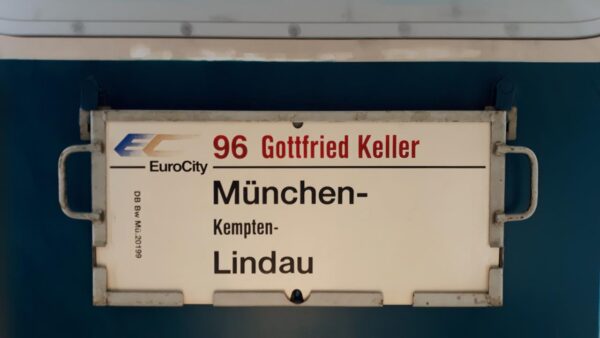 EC 96 Gottfried Keller
EuroCity
München-
Kempten-
Lindau
DB Bw Mü.20199